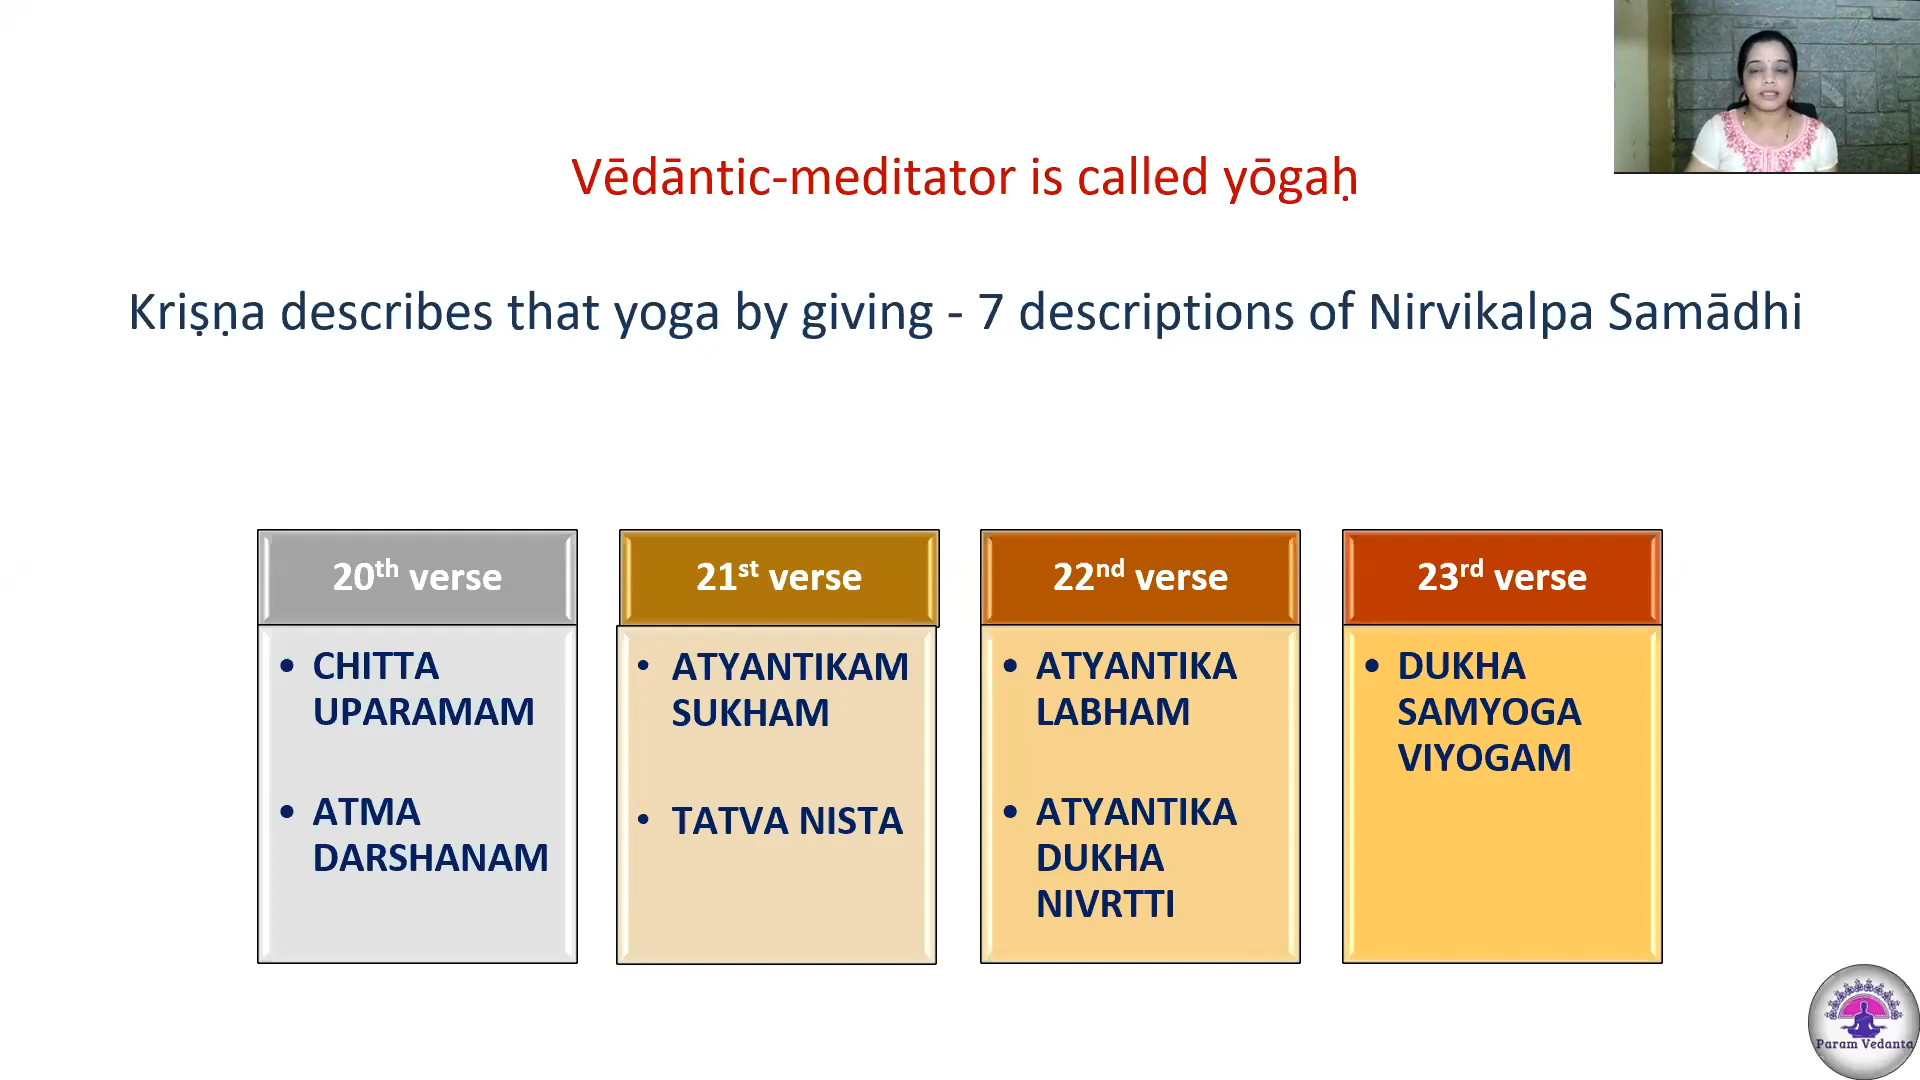 Vēdāntic-meditator is called yōgaḥ
Kriṣṇa describes that yoga by giving - 7 descriptions of Nirvikalpa Samādhi
20th verse
• CHITTA
UPARAMAM
• ATMA
DARSHANAM
21st verse
• ATYANTIKAM
SUKHAM
• TATVA NISTA
22nd verse
• ATYANTIKA
LABHAM
• ATYANTIKA
DUKHA
NIVRTTI
23rd verse
• DUKHA
SAMYOGA
VIYOGAM
Param Vedanta